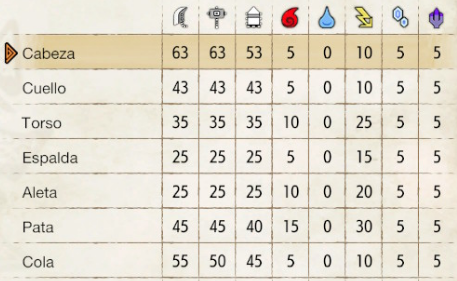 Cabeza 63 63 53 5 0 10 5 5
Cuello 43 43 43 5 0 10 5 5
Torso 35 35 35 10 0 25 5 5
Espalda 25 25 25 5 0 15 5 5
Aleta 25 25 25 10 0 20 5 5
Pata 45 45 40 15 0 30 5 5
Cola 55 50 45 5 0 10 5 5